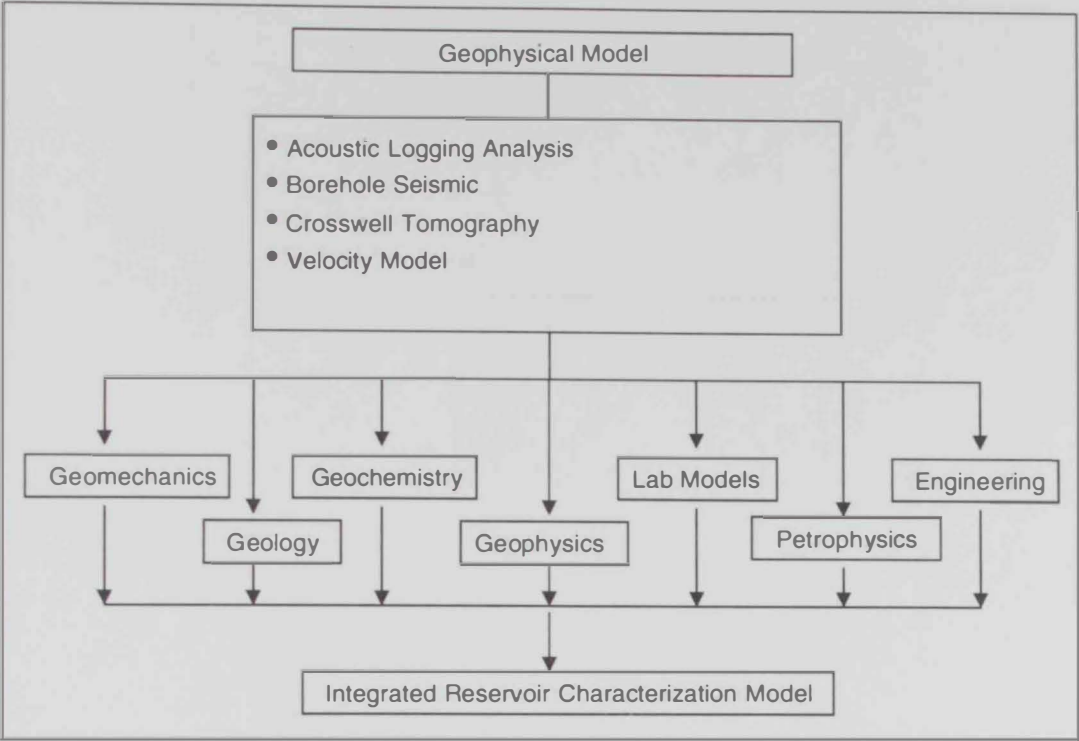 Geophysical Model
• Acoustic Logging Analysis
• Borehole Seismic
• Crosswell Tomography
• Velocity Model
Geomechanics
Geochemistry
Lab Models
Engineering
Geology
Geophysics
Petrophysics
Integrated Reservoir Characterization Model